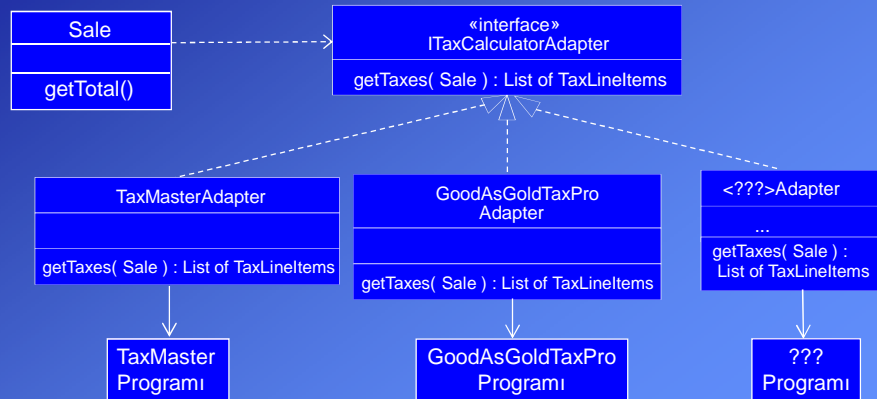 Sale
getTotal()
«interface»
ITaxCalculatorAdapter
getTaxes( Sale ) : List of TaxLineItems
TaxMasterAdapter
getTaxes( Sale ) : List of TaxLineItems
GoodAsGoldTaxPro
Adapter
getTaxes( Sale ) : List of TaxLineItems
<???>Adapter
...
getTaxes( Sale ) :
List of TaxLineItems
TaxMaster
Programı
GoodAsGoldTaxPro
Programı
???
Programı